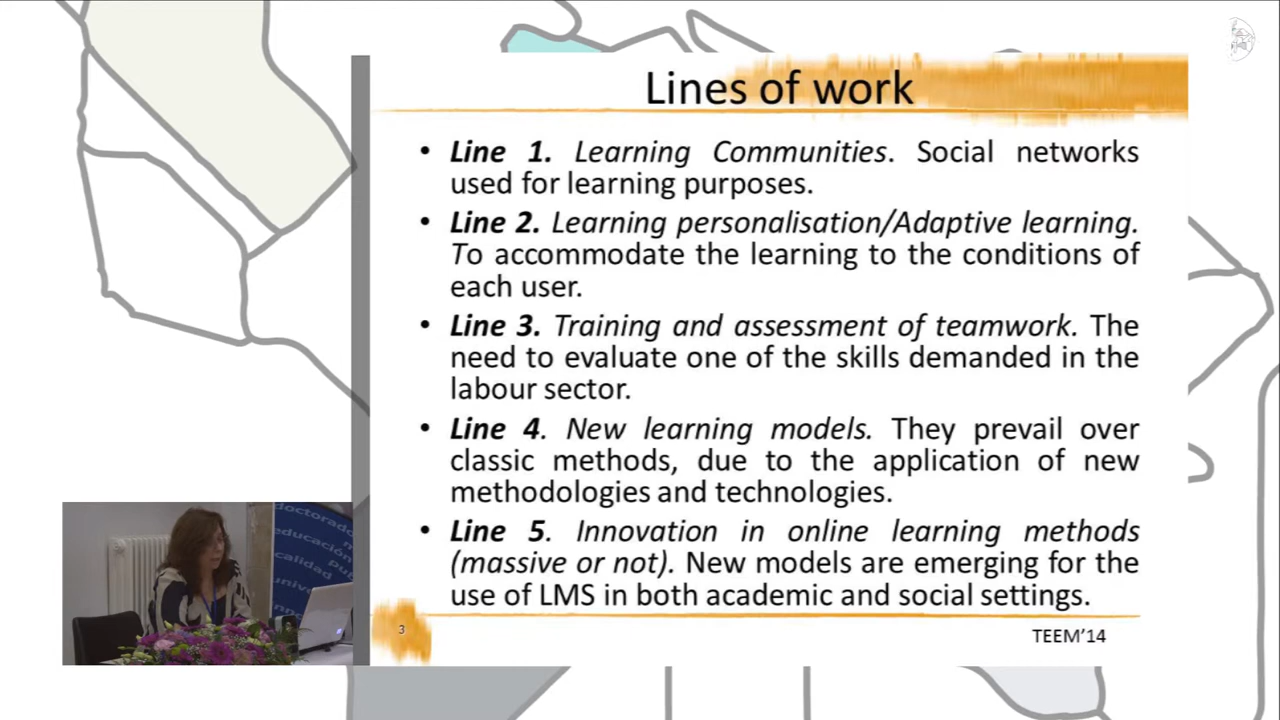 Lines of work
• Line 1. Learning Communities. Social networks
used for learning purposes.
• Line 2. Learning personalisation/Adaptive learning.
To accommodate the learning to the conditions of
each user.
• Line 3. Training and assessment of teamwork. The
need to evaluate one of the skills demanded in the
labour sector.
• Line 4. New learning models. They prevail over
classic methods, due to the application of new
methodologies and technologies.
• Line 5. Innovation in online learning methods
(massive or not). New models are emerging for the
use of LMS in both academic and social settings.
3
TEEM'14
doctorado
educación
calidad